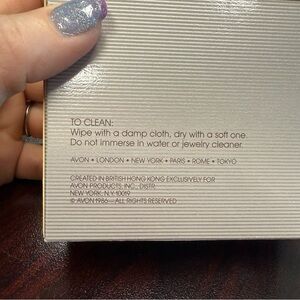 TO CLEAN:
Wipe with a damp cloth, dry with a soft one.
Do not immerse in water or jewelry cleaner.
AVON • LONDON • NEW YORK • PARIS • ROME • TOKYO
CREATED IN BRITISH HONG KONG EXCLUSIVELY FOR
AVON PRODUCTS, INC., DISTR.
NEW YORK, N.Y. 10019
© AVON 1986—ALL RIGHTS RESERVED